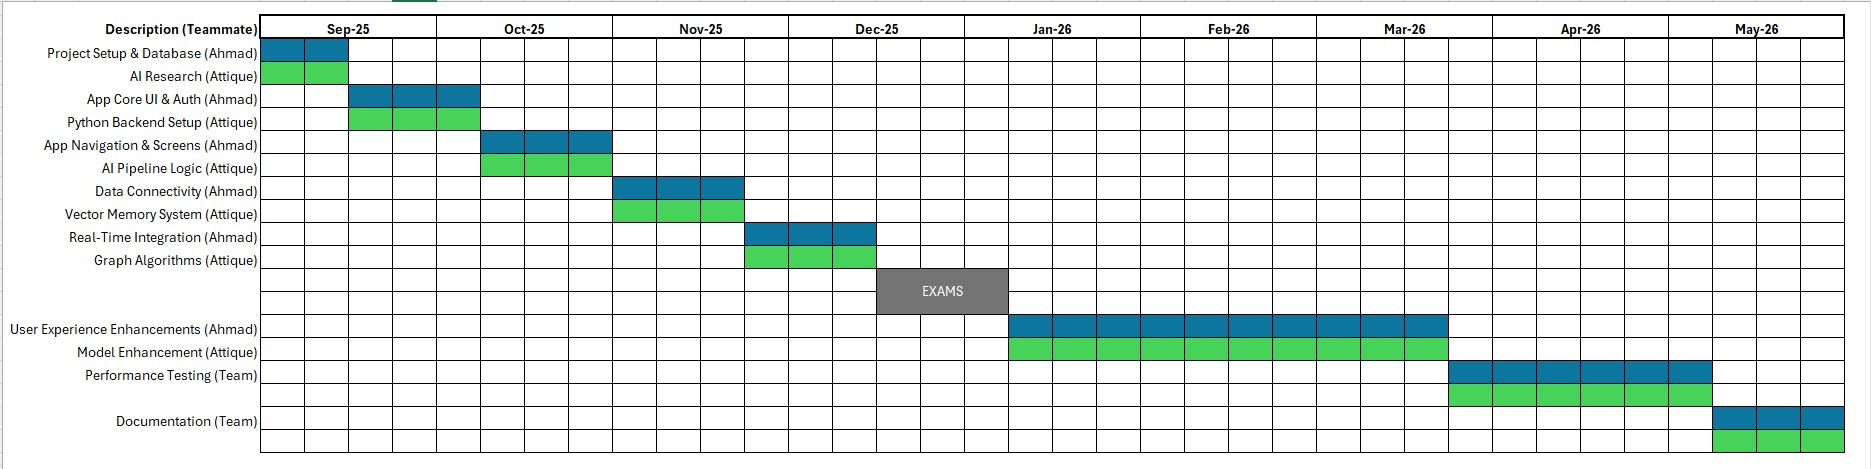 Description (Teammate) Sep-25 Oct-25 Nov-25 Dec-25 Jan-26 Feb-26 Mar-26 Apr-26 May-26
Project Setup & Database (Ahmad)
AI Research (Attique)
App Core UI & Auth (Ahmad)
Python Backend Setup (Attique)
App Navigation & Screens (Ahmad)
AI Pipeline Logic (Attique)
Data Connectivity (Ahmad)
Vector Memory System (Attique)
Real-Time Integration (Ahmad)
Graph Algorithms (Attique)
EXAMS
User Experience Enhancements (Ahmad)
Model Enhancement (Attique)
Performance Testing (Team)
Documentation (Team)